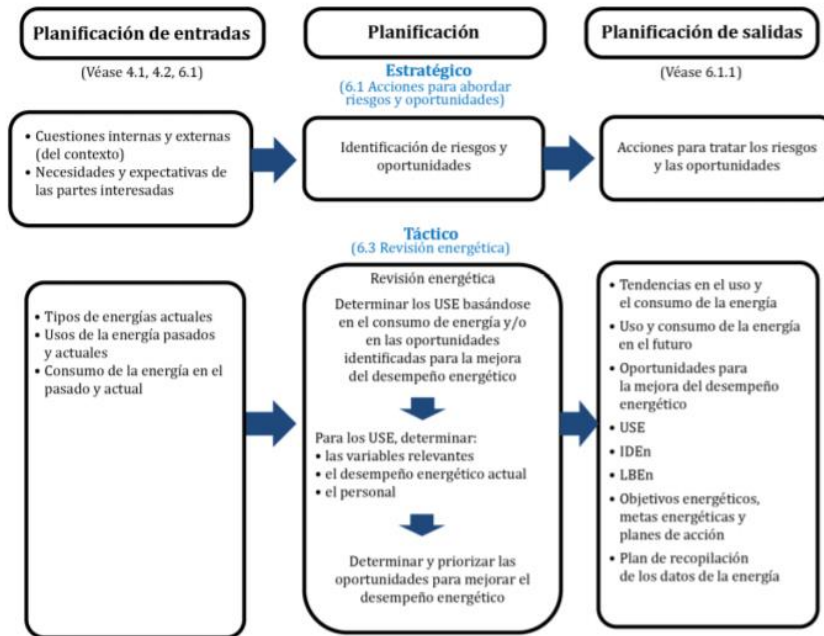 Planificación de entradas
(Véase 4.1, 4.2, 6.1)
Planificación
Estratégico
(6.1 Acciones para abordar
riesgos y oportunidades)
Planificación de salidas
(Véase 6.1.1)
• Cuestiones internas y externas
(del contexto)
• Necesidades y expectativas de
las partes interesadas
Identificación de riesgos y
oportunidades
Acciones para tratar los riesgos
y las oportunidades
Táctico
(6.3 Revisión energética)
• Tipos de energías actuales
• Usos de la energía pasados
y actuales
• Consumo de la energía en el
pasado y actual
Revisión energética
Determinar los USE basándose
en el consumo de energía y/o
en las oportunidades
identificadas para la mejora
del desempeño energético
Para los USE, determinar:
• las variables relevantes
• el desempeño energético actual
• el personal
Determinar y priorizar las
oportunidades para mejorar el
desempeño energético
• Tendencias en el uso y
el consumo de la energía
• Uso y consumo de la energía
en el futuro
• Oportunidades para
la mejora del desempeño
energético
• USE
• IDEn
• LBEn
• Objetivos energéticos,
metas energéticas y
planes de acción
• Plan de recopilación
de los datos de la energía